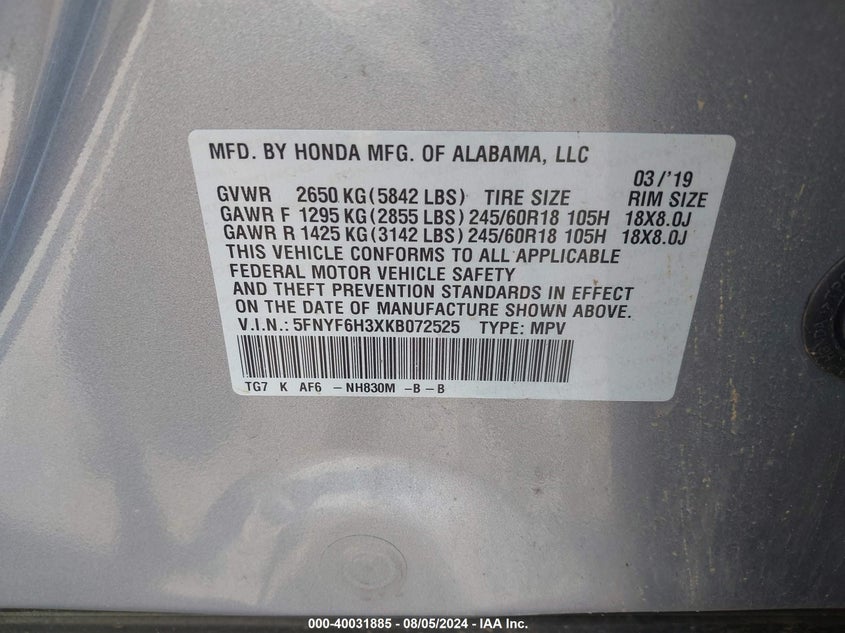 MFD. BY HONDA MFG. OF ALABAMA, LLC
03/'19
GVWR 2650 KG(5842 LBS) TIRE SIZE RIM SIZE
GAWR F 1295 KG(2855 LBS) 245/60R18 105H 18X8.0J
GAWR R 1425 KG(3142 LBS) 245/60R18 105H 18X8.0J
THIS VEHICLE CONFORMS TO ALL APPLICABLE
FEDERAL MOTOR VEHICLE SAFETY
AND THEFT PREVENTION STANDARDS IN EFFECT
ON THE DATE OF MANUFACTURE SHOWN ABOVE.
V.I.N.: 5FNYF6H3XKB072525 TYPE: MPV
TG7 K AF6 -NH830M -B-B
000-40031885 - 08/05/2024 - © IAA Inc.